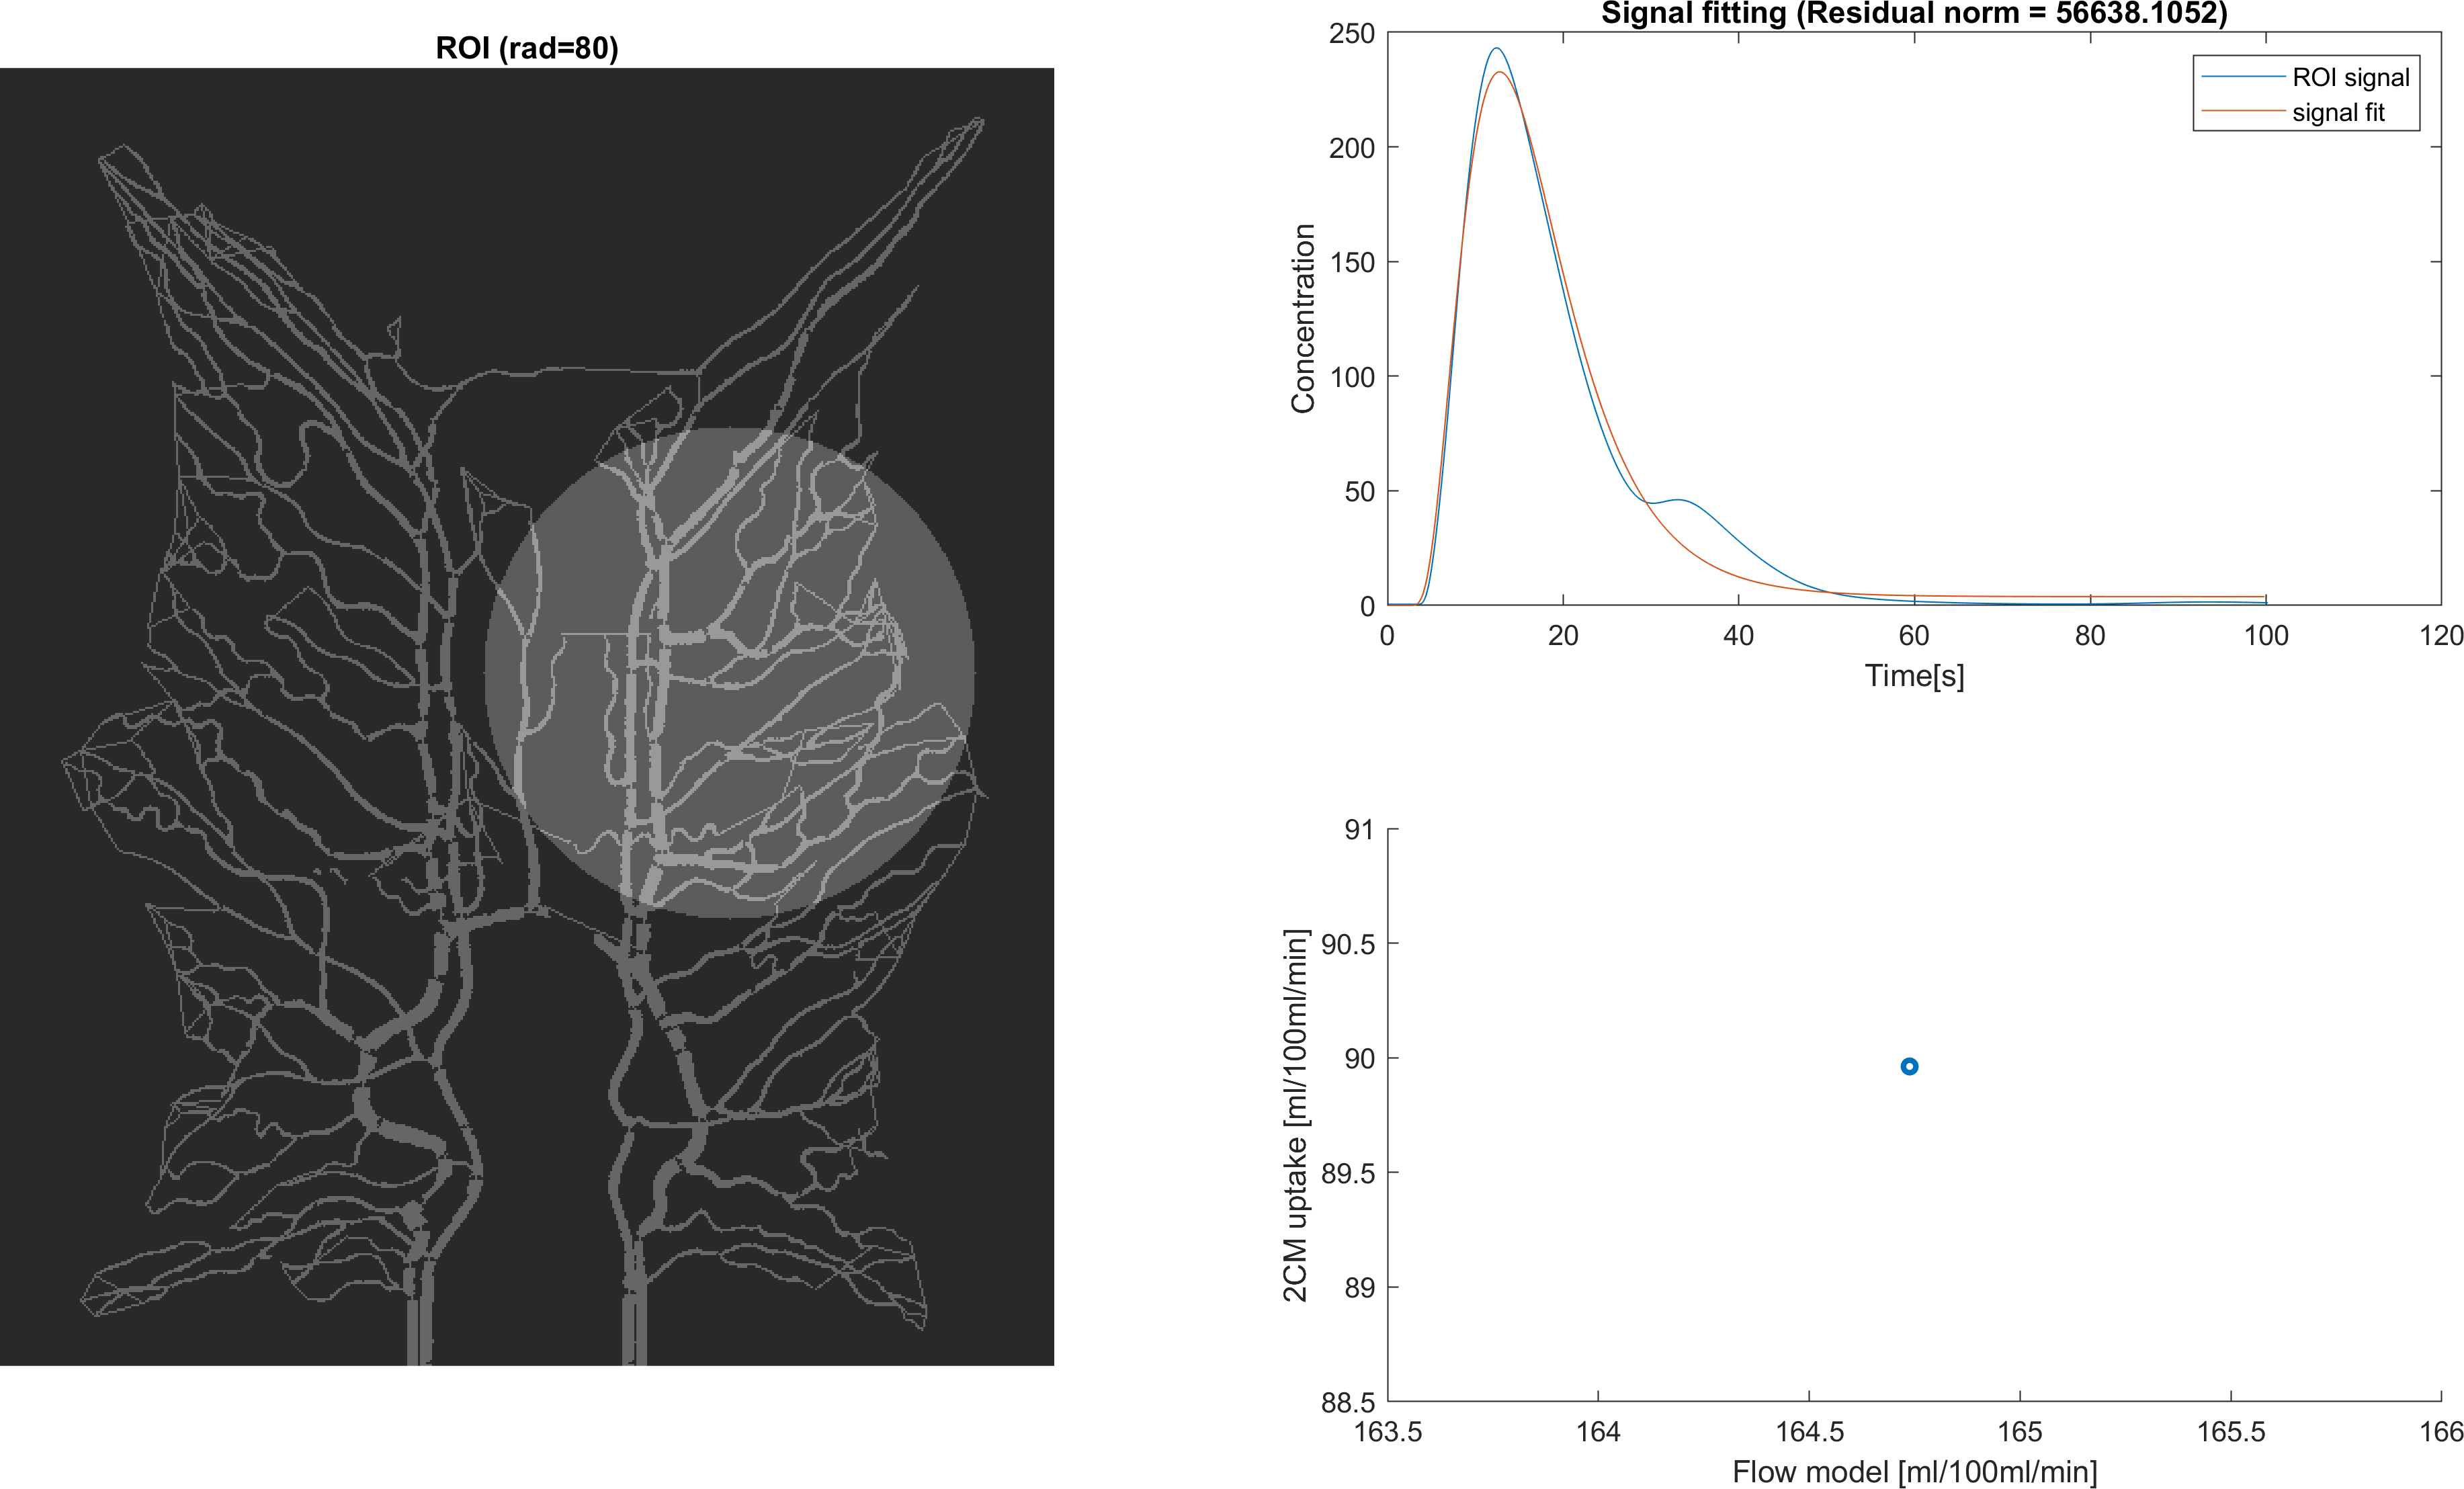 ROI (rad=80)
Signal fitting (Residual norm = 56638.1052)
250
200
150
100
50
0
Concentration
ROI signal
signal fit
0 20 40 60 80 100 120
Time[s]
91
90.5
90
89.5
89
88.5
2CM uptake [ml/100ml/min]
163.5 164 164.5 165 165.5 166
Flow model [ml/100ml/min]